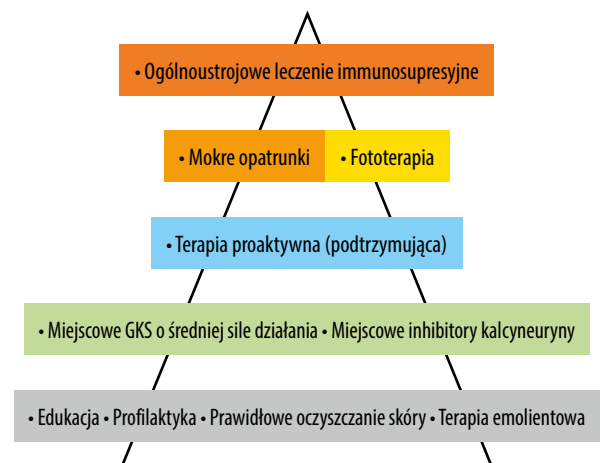 • Ogólnoustrojowe leczenie immunosupresyjne
• Mokre opatrunki • Fototerapia
• Terapia proaktywna (podtrzymująca)
• Miejscowe GKS o średniej sile działania • Miejscowe inhibitory kalcyneuryny
• Edukacja • Profilaktyka • Prawidłowe oczyszczanie skóry • Terapia emolientowa